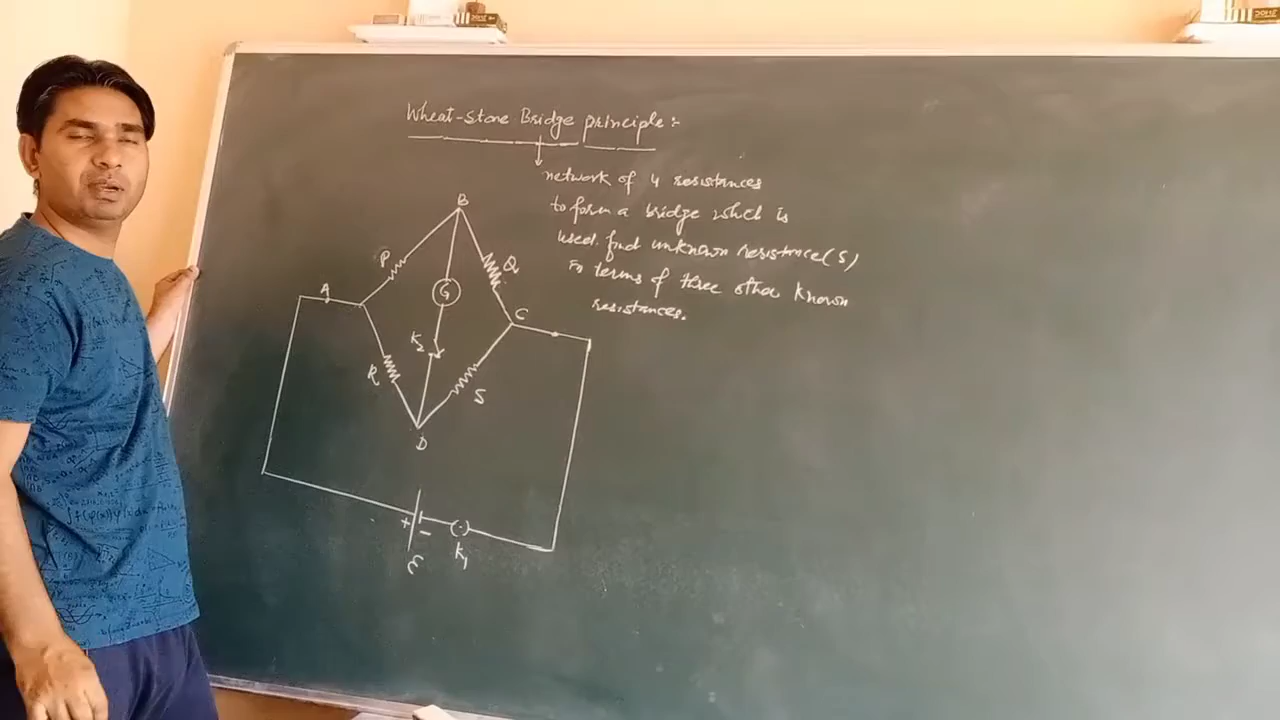 Wheat-stone Bridge principle:-
network of 4 resistances
to form a bridge which is
used. find unknown resistance(S)
in terms of three other known
resistances.
B
P
Q
G
A
C
K2
R
S
D
+
-
ε
K1